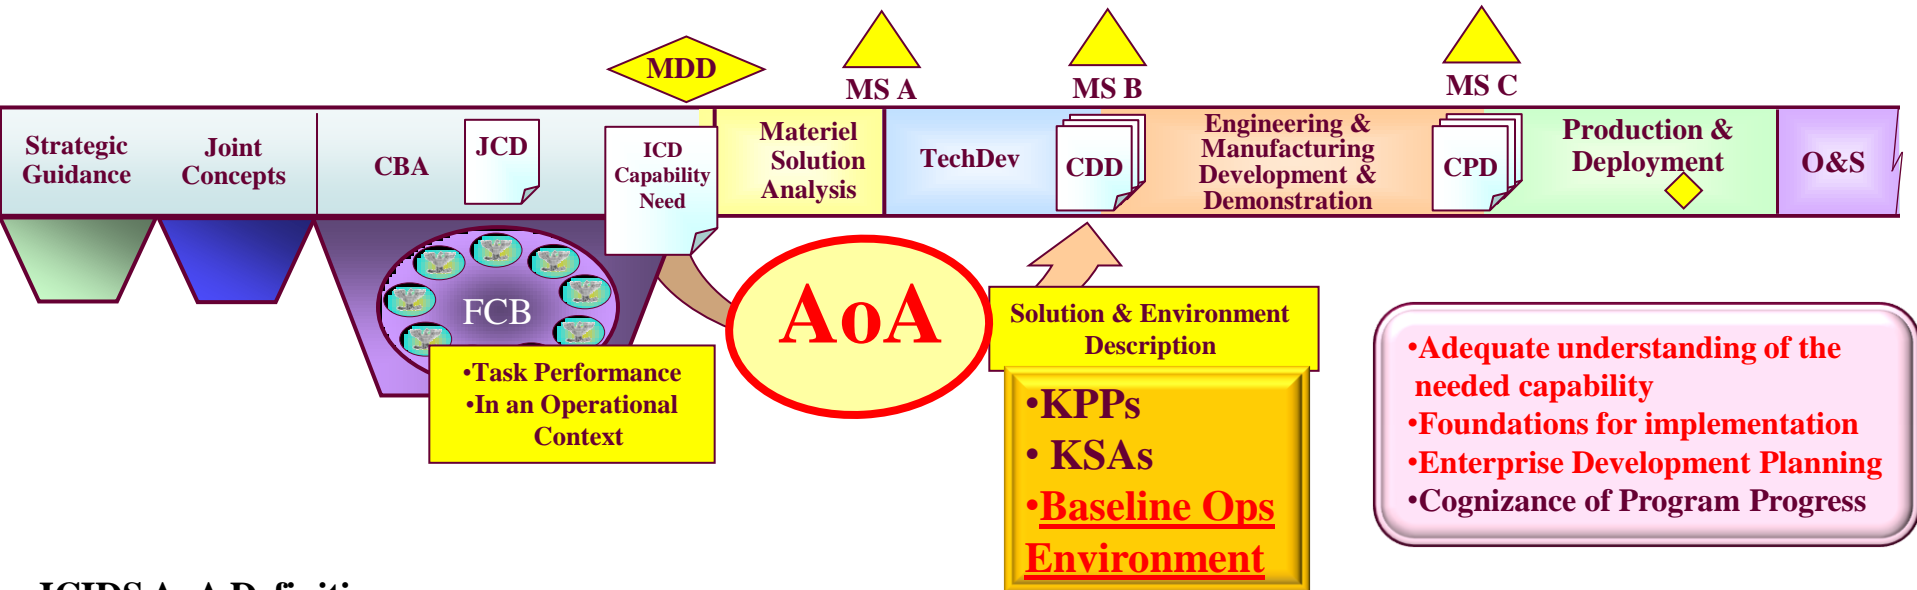 MDD
MS A
MS B
MS C
Strategic
Guidance
Joint
Concepts
CBA
JCD
ICD
Capability
Need
Materiel
Solution
Analysis
TechDev
CDD
Engineering &
Manufacturing
Development &
Demonstration
CPD
Production &
Deployment
O&S
FCB
•Task Performance
•In an Operational
Context
AoA
Solution & Environment
Description
•KPPs
• KSAs
•Baseline Ops
Environment
•Adequate understanding of the
needed capability
•Foundations for implementation
•Enterprise Development Planning
•Cognizance of Program Progress